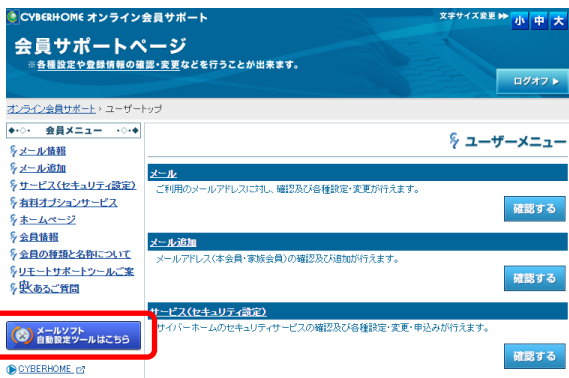 CYBERHOME オンライン会員サポート
文字サイズ変更 小 中 大
会員サポートページ
※各種設定や登録情報の確認・変更などを行うことが出来ます。
ログオフ
オンライン会員サポート › ユーザートップ
会員メニュー
メール情報
メール追加
サービス(セキュリティ設定)
有料オプションサービス
ホームページ
会員情報
会員の種類と名称について
リモートサポートツールご案内
よくあるご質問
メールソフト
自動設定ツールはこちら
CYBERHOME
ユーザーメニュー
メール
ご利用のメールアドレスに対し、確認及び各種設定・変更が行えます。
確認する
メール追加
メールアドレス(本会員・家族会員)の確認及び追加が行えます。
確認する
サービス(セキュリティ設定)
サイバーホームのセキュリティサービスの確認及び各種設定・変更・申込みが行えます。
確認する